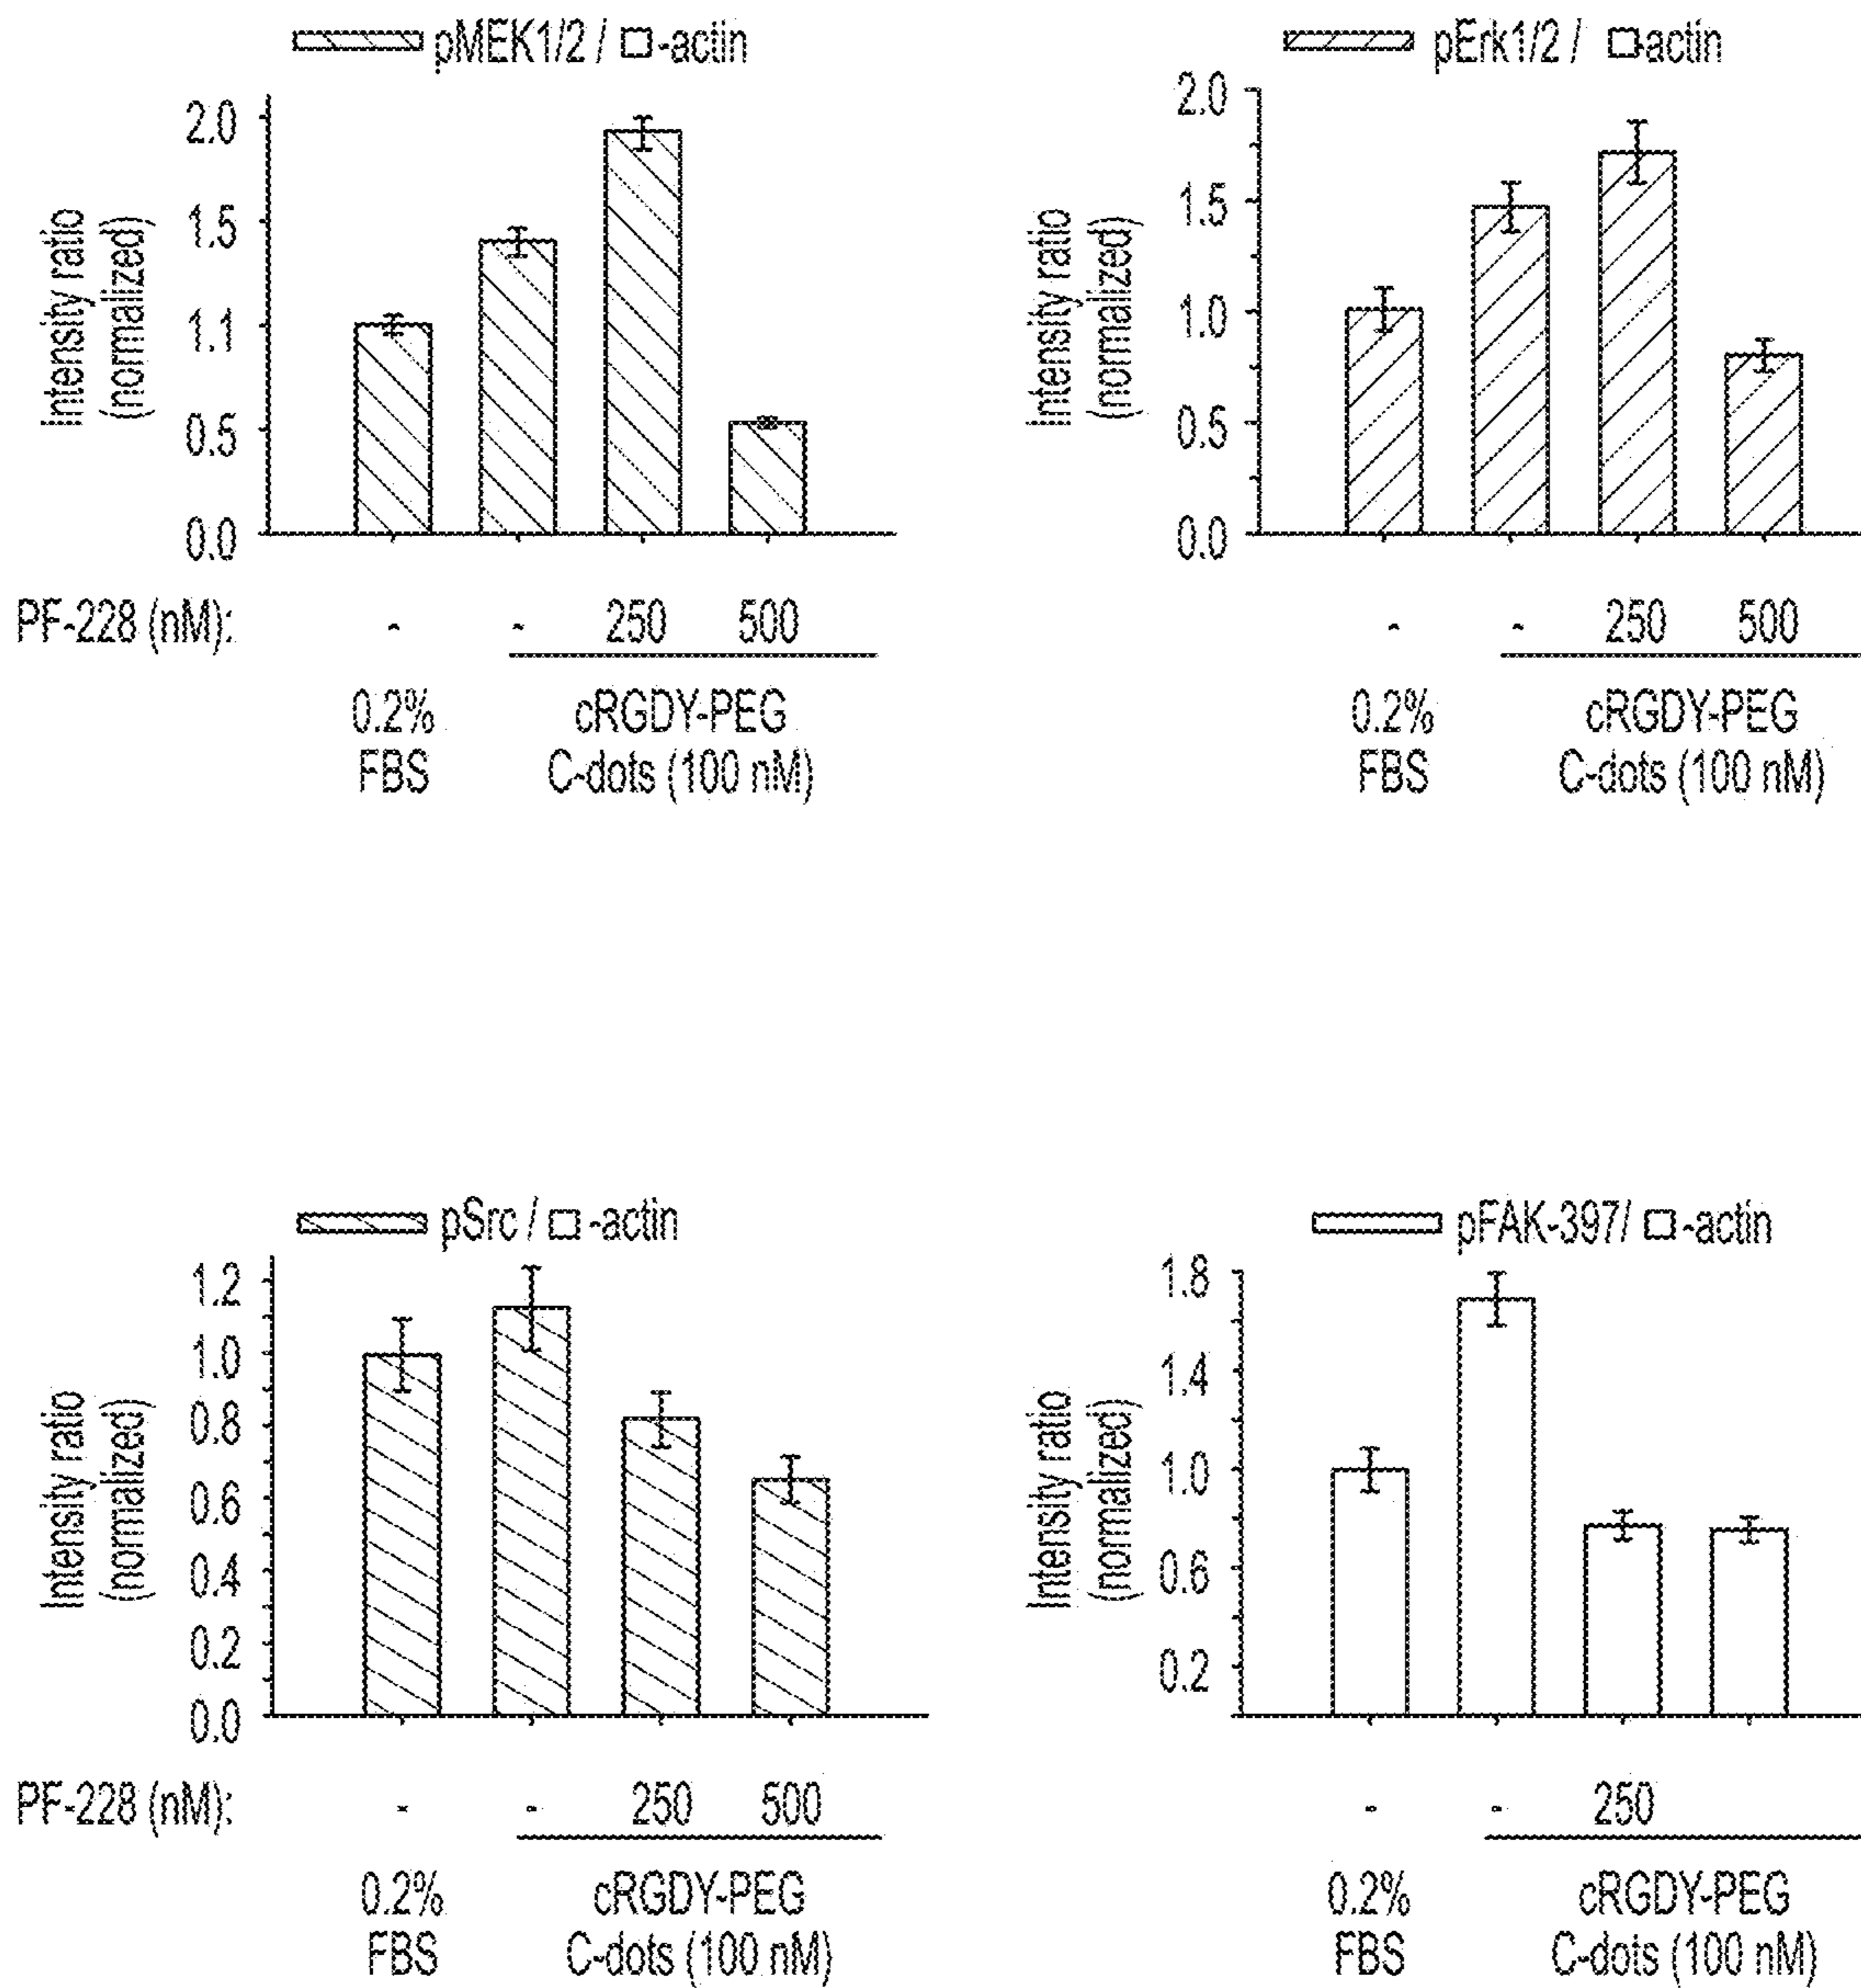 pMEK1/2 / □-actin
Intensity ratio
(normalized)
2.0
1.5
1.1
0.5
0.0
PF-228 (nM): - - 250 500
0.2%
FBS
cRGDY-PEG
C-dots (100 nM)
pErk1/2 / □-actin
Intensity ratio
(normalized)
2.0
1.5
1.0
0.5
0.0
- - 250 500
0.2%
FBS
cRGDY-PEG
C-dots (100 nM)
pSrc / □-actin
Intensity ratio
(normalized)
1.2
1.0
0.8
0.6
0.4
0.2
0.0
PF-228 (nM): - - 250 500
0.2%
FBS
cRGDY-PEG
C-dots (100 nM)
pFAK-397/ □-actin
Intensity ratio
(normalized)
1.8
1.4
1.0
0.6
0.2
- - 250
0.2%
FBS
cRGDY-PEG
C-dots (100 nM)